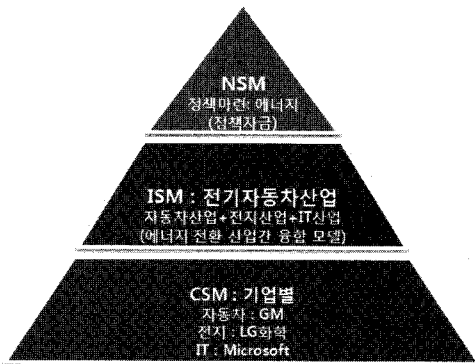 NSM
정책마련: 에너지
(정책자금)
ISM : 전기자동차산업
자동차산업+전지산업+IT산업
(에너지 전환 산업간 융합 모델)
CSM : 기업별
자동차 : GM
전지 : LG화학
IT : Microsoft